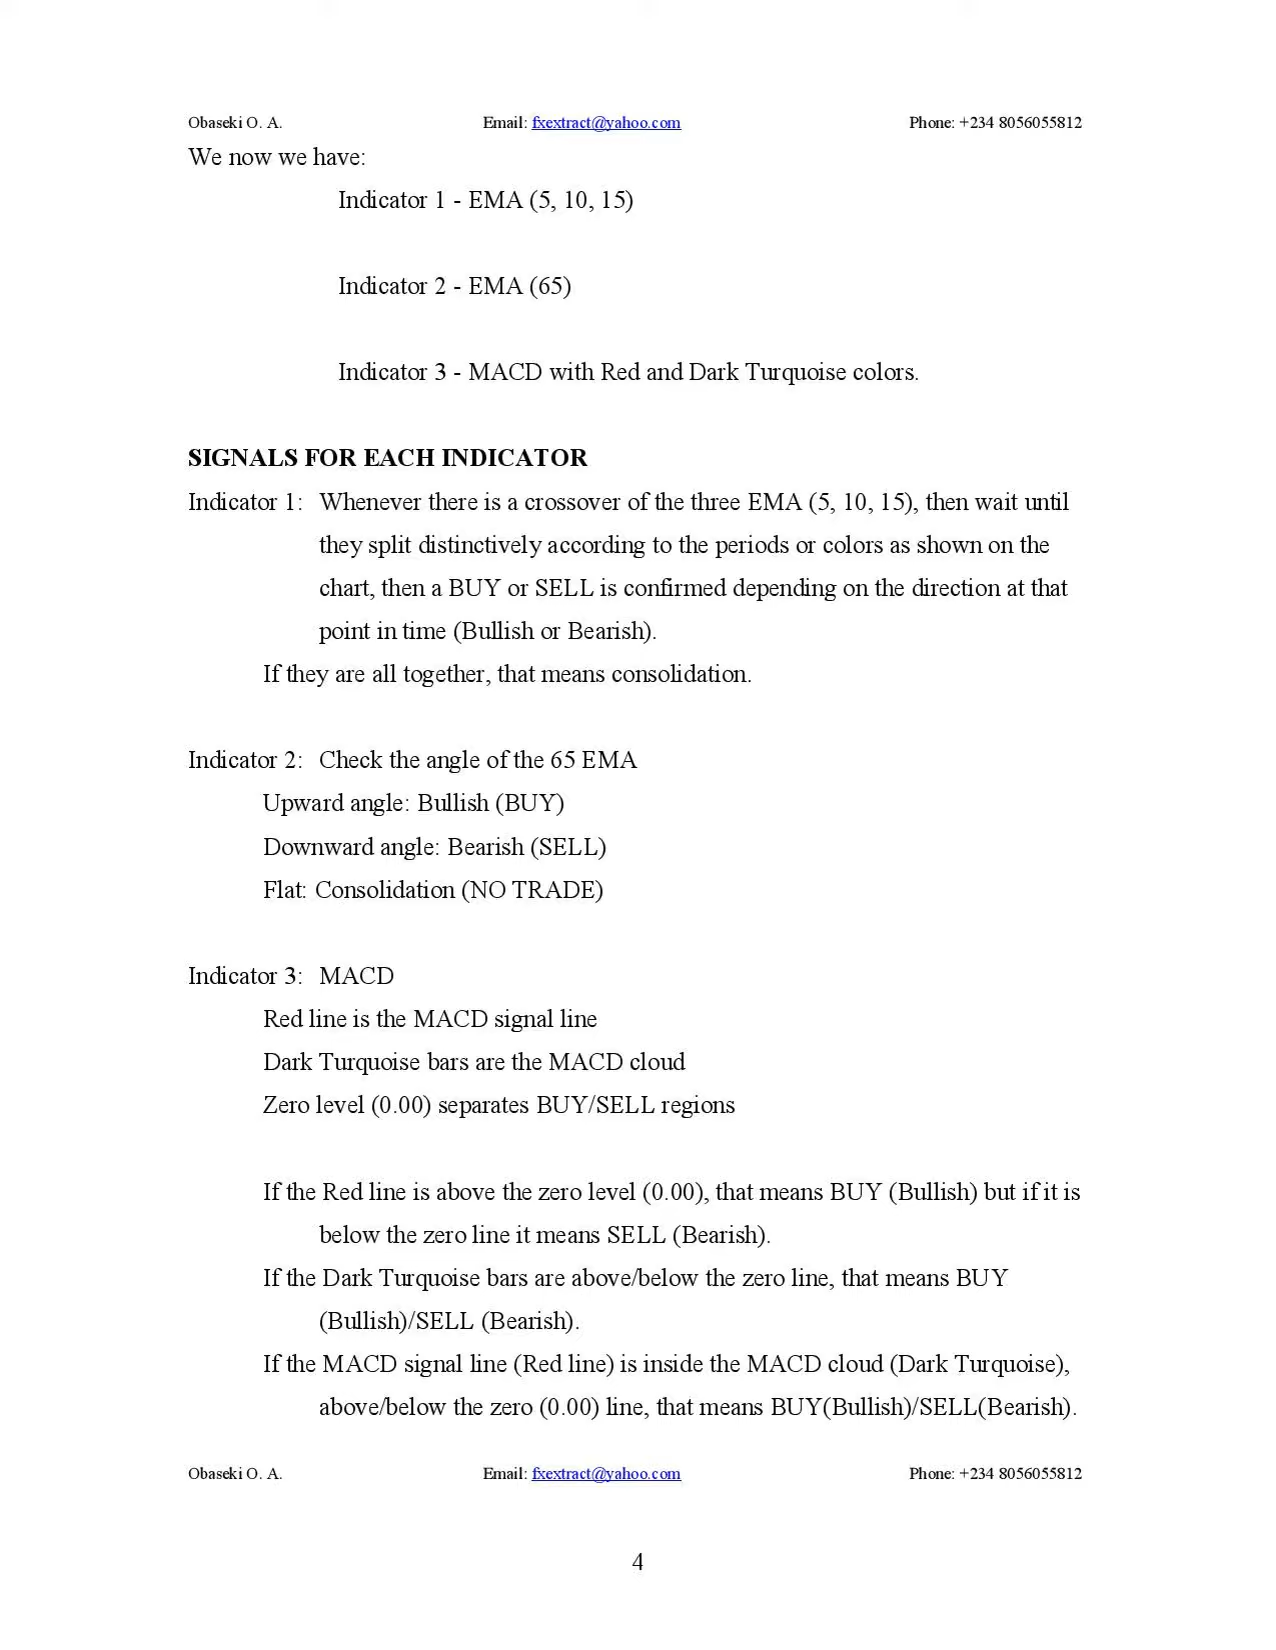 Obaseki O. A. Email: fxextract@yahoo.com Phone: +234 8056055812
We now we have:
Indicator 1 - EMA (5, 10, 15)
Indicator 2 - EMA (65)
Indicator 3 - MACD with Red and Dark Turquoise colors.
SIGNALS FOR EACH INDICATOR
Indicator 1: Whenever there is a crossover of the three EMA (5, 10, 15), then wait until
they split distinctively according to the periods or colors as shown on the
chart, then a BUY or SELL is confirmed depending on the direction at that
point in time (Bullish or Bearish).
If they are all together, that means consolidation.
Indicator 2: Check the angle of the 65 EMA
Upward angle: Bullish (BUY)
Downward angle: Bearish (SELL)
Flat: Consolidation (NO TRADE)
Indicator 3: MACD
Red line is the MACD signal line
Dark Turquoise bars are the MACD cloud
Zero level (0.00) separates BUY/SELL regions
If the Red line is above the zero level (0.00), that means BUY (Bullish) but if it is
below the zero line it means SELL (Bearish).
If the Dark Turquoise bars are above/below the zero line, that means BUY
(Bullish)/SELL (Bearish).
If the MACD signal line (Red line) is inside the MACD cloud (Dark Turquoise),
above/below the zero (0.00) line, that means BUY(Bullish)/SELL(Bearish).
Obaseki O. A. Email: fxextract@yahoo.com Phone: +234 8056055812
4